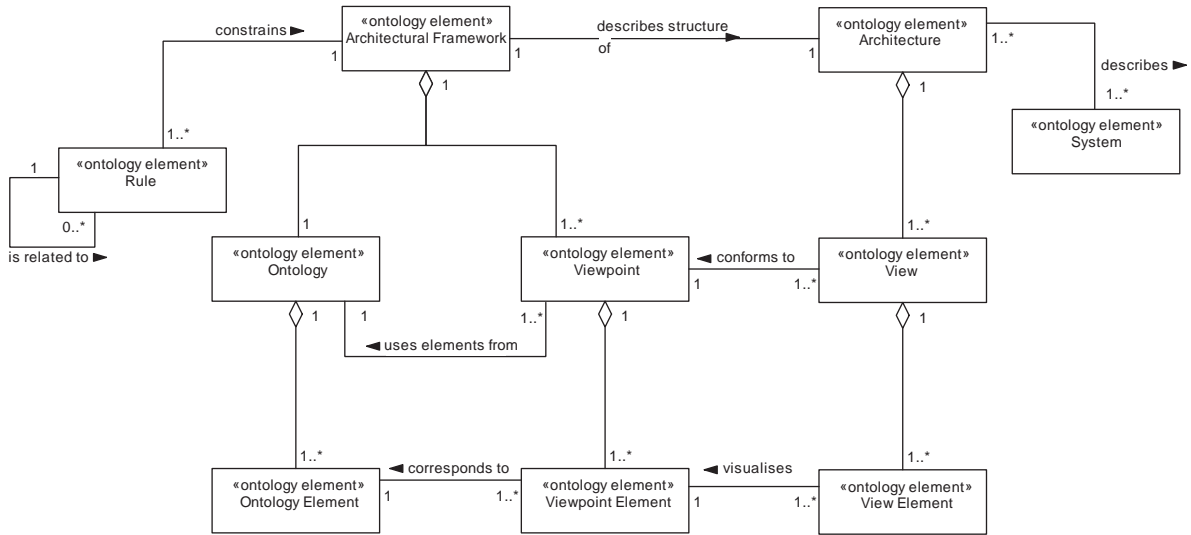 «ontology element»
Architectural Framework
constrains
1
1
1
describes structure
of
1
«ontology element»
Architecture
1..*
1
describes
1..*
«ontology element»
System
1..*
1
«ontology element»
Rule
0..*
is related to
1
1..*
1..*
«ontology element»
Ontology
«ontology element»
Viewpoint
conforms to
1
1..*
«ontology element»
View
1
1
1..*
1
1
uses elements from
1..*
1..*
1..*
«ontology element»
Ontology Element
corresponds to
1
1..*
«ontology element»
Viewpoint Element
visualises
1
1..*
«ontology element»
View Element